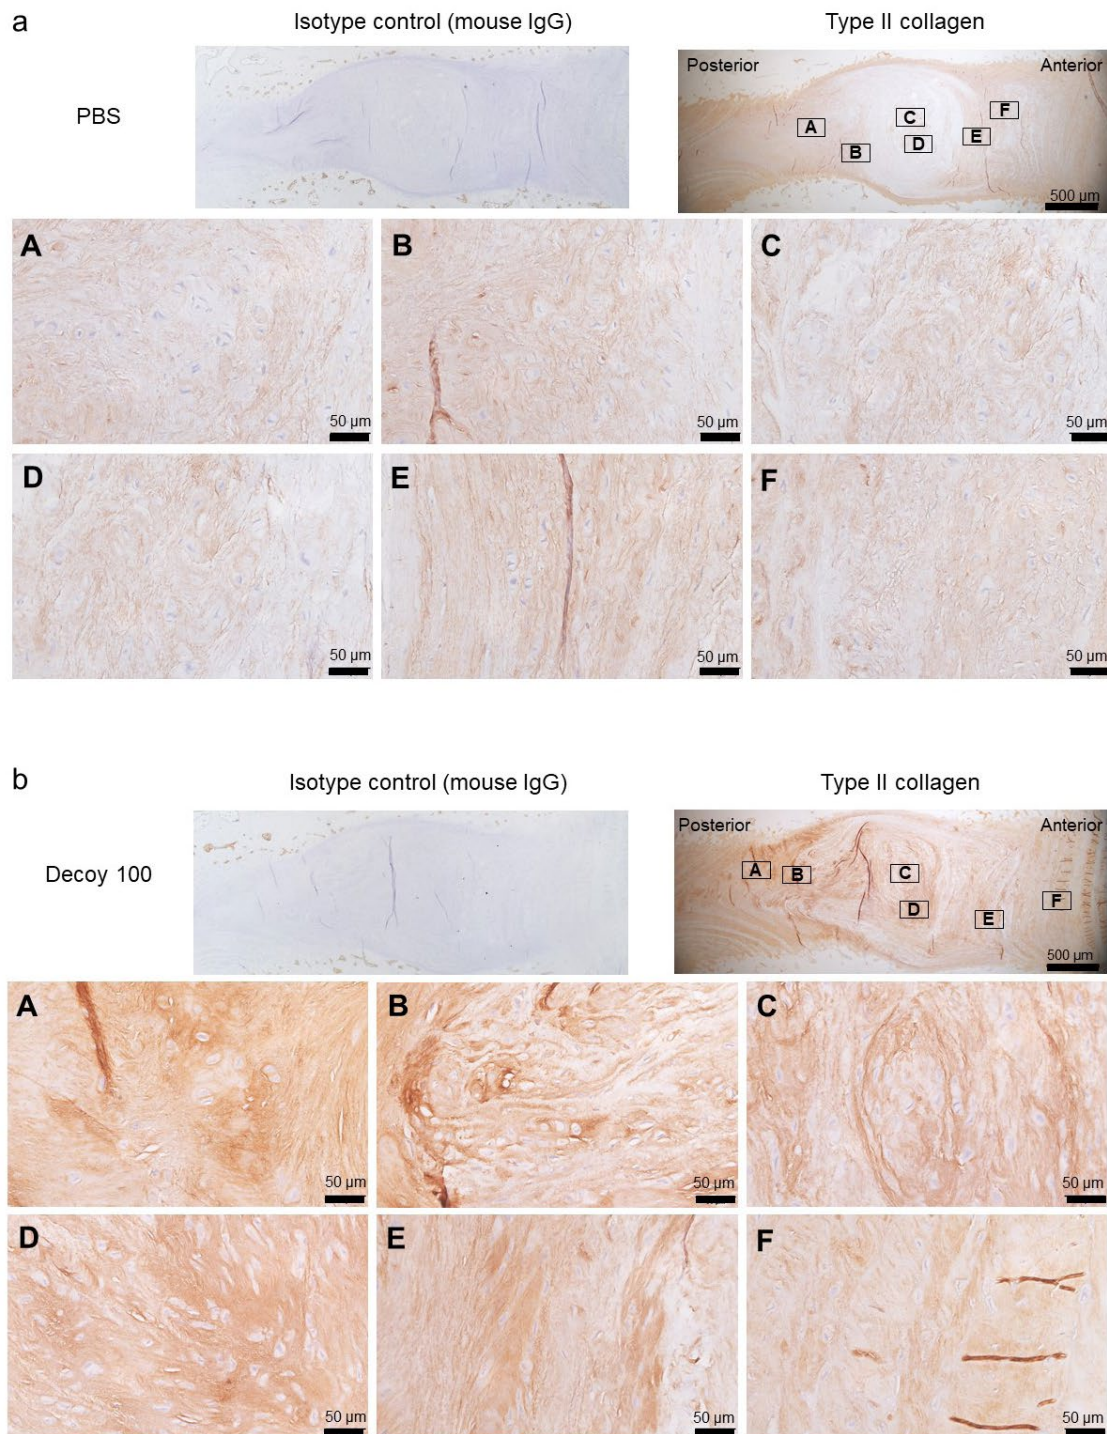 a
Isotype control (mouse IgG)
Type II collagen
PBS
Posterior
Anterior
A
B
C
D
E
F
500 µm
A
B
C
50 µm
50 µm
50 µm
D
E
F
50 µm
50 µm
50 µm
b
Isotype control (mouse IgG)
Type II collagen
Decoy 100
Posterior
Anterior
A
B
C
D
E
F
500 µm
A
B
C
50 µm
50 µm
50 µm
D
E
F
50 µm
50 µm
50 µm